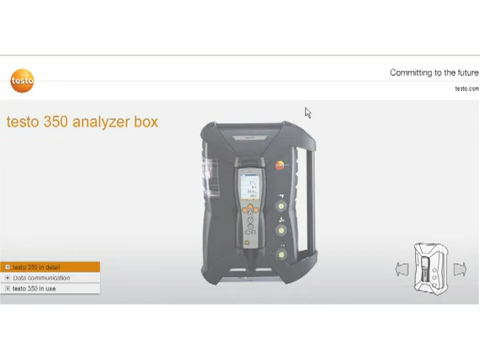 testo
Committing to the future
testo.com
testo 350 analyzer box
testo 350 in detail
Data communication
testo 350 in use